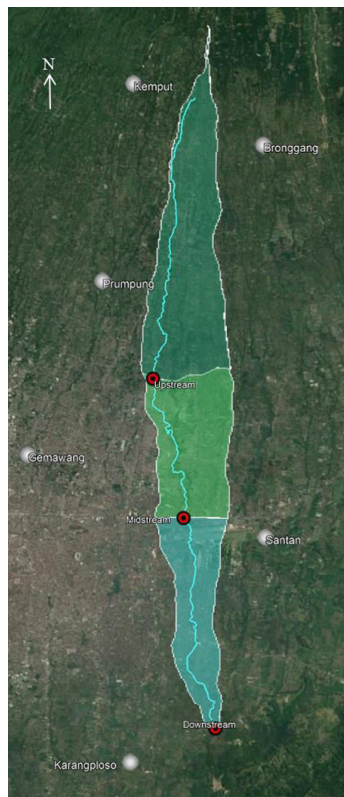 N
Kemput
Bronggang
Prumpung
Upstream
Gemawang
Midstream
Santan
Downstream
Karangploso